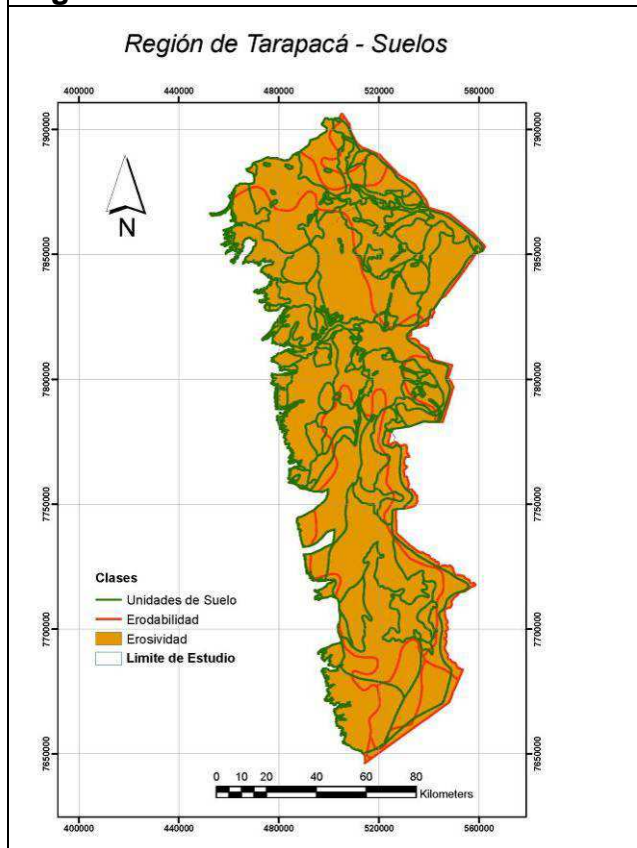 Región de Tarapacá - Suelos
400000 440000 480000 520000 560000
7900000 7900000
N
7850000 7850000
7800000 7800000
7750000 7750000
Clases
Unidades de Suelo
Erodabilidad
Erosividad
Limite de Estudio
7700000 7700000
7650000 7650000
0 10 20 40 60 80
Kilometers
400000 440000 480000 520000 560000